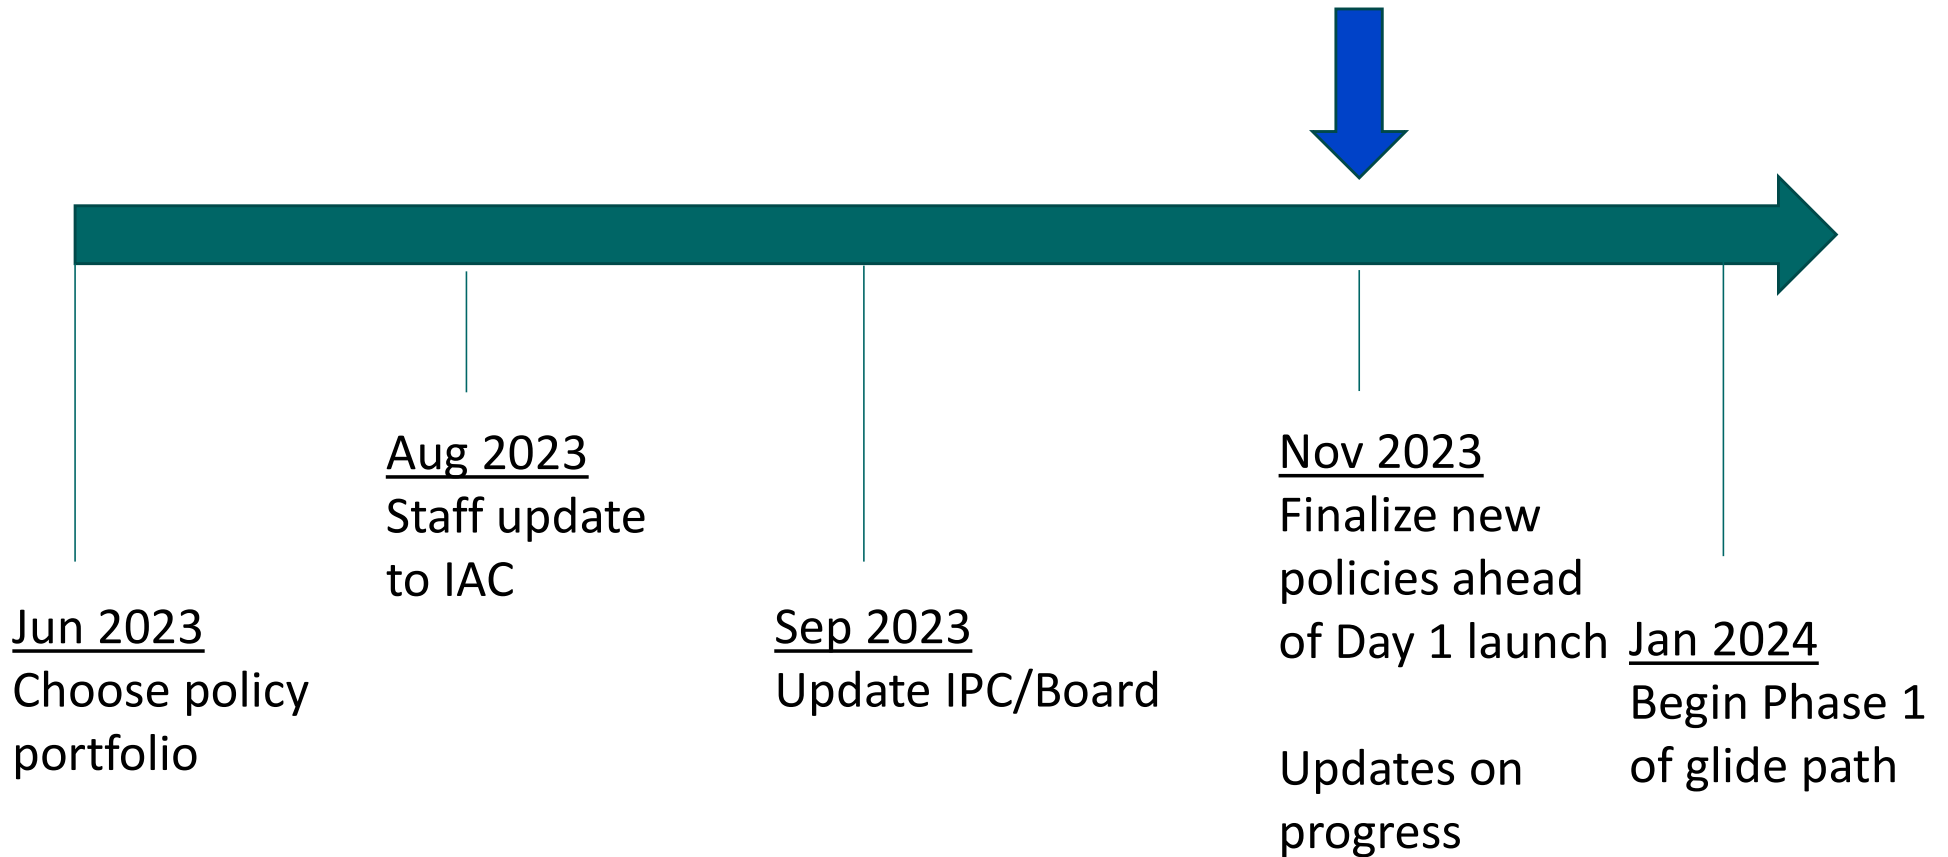 Jun 2023
Choose policy
portfolio
Aug 2023
Staff update
to IAC
Sep 2023
Update IPC/Board
Nov 2023
Finalize new
policies ahead
of Day 1 launch
Updates on
progress
Jan 2024
Begin Phase 1
of glide path